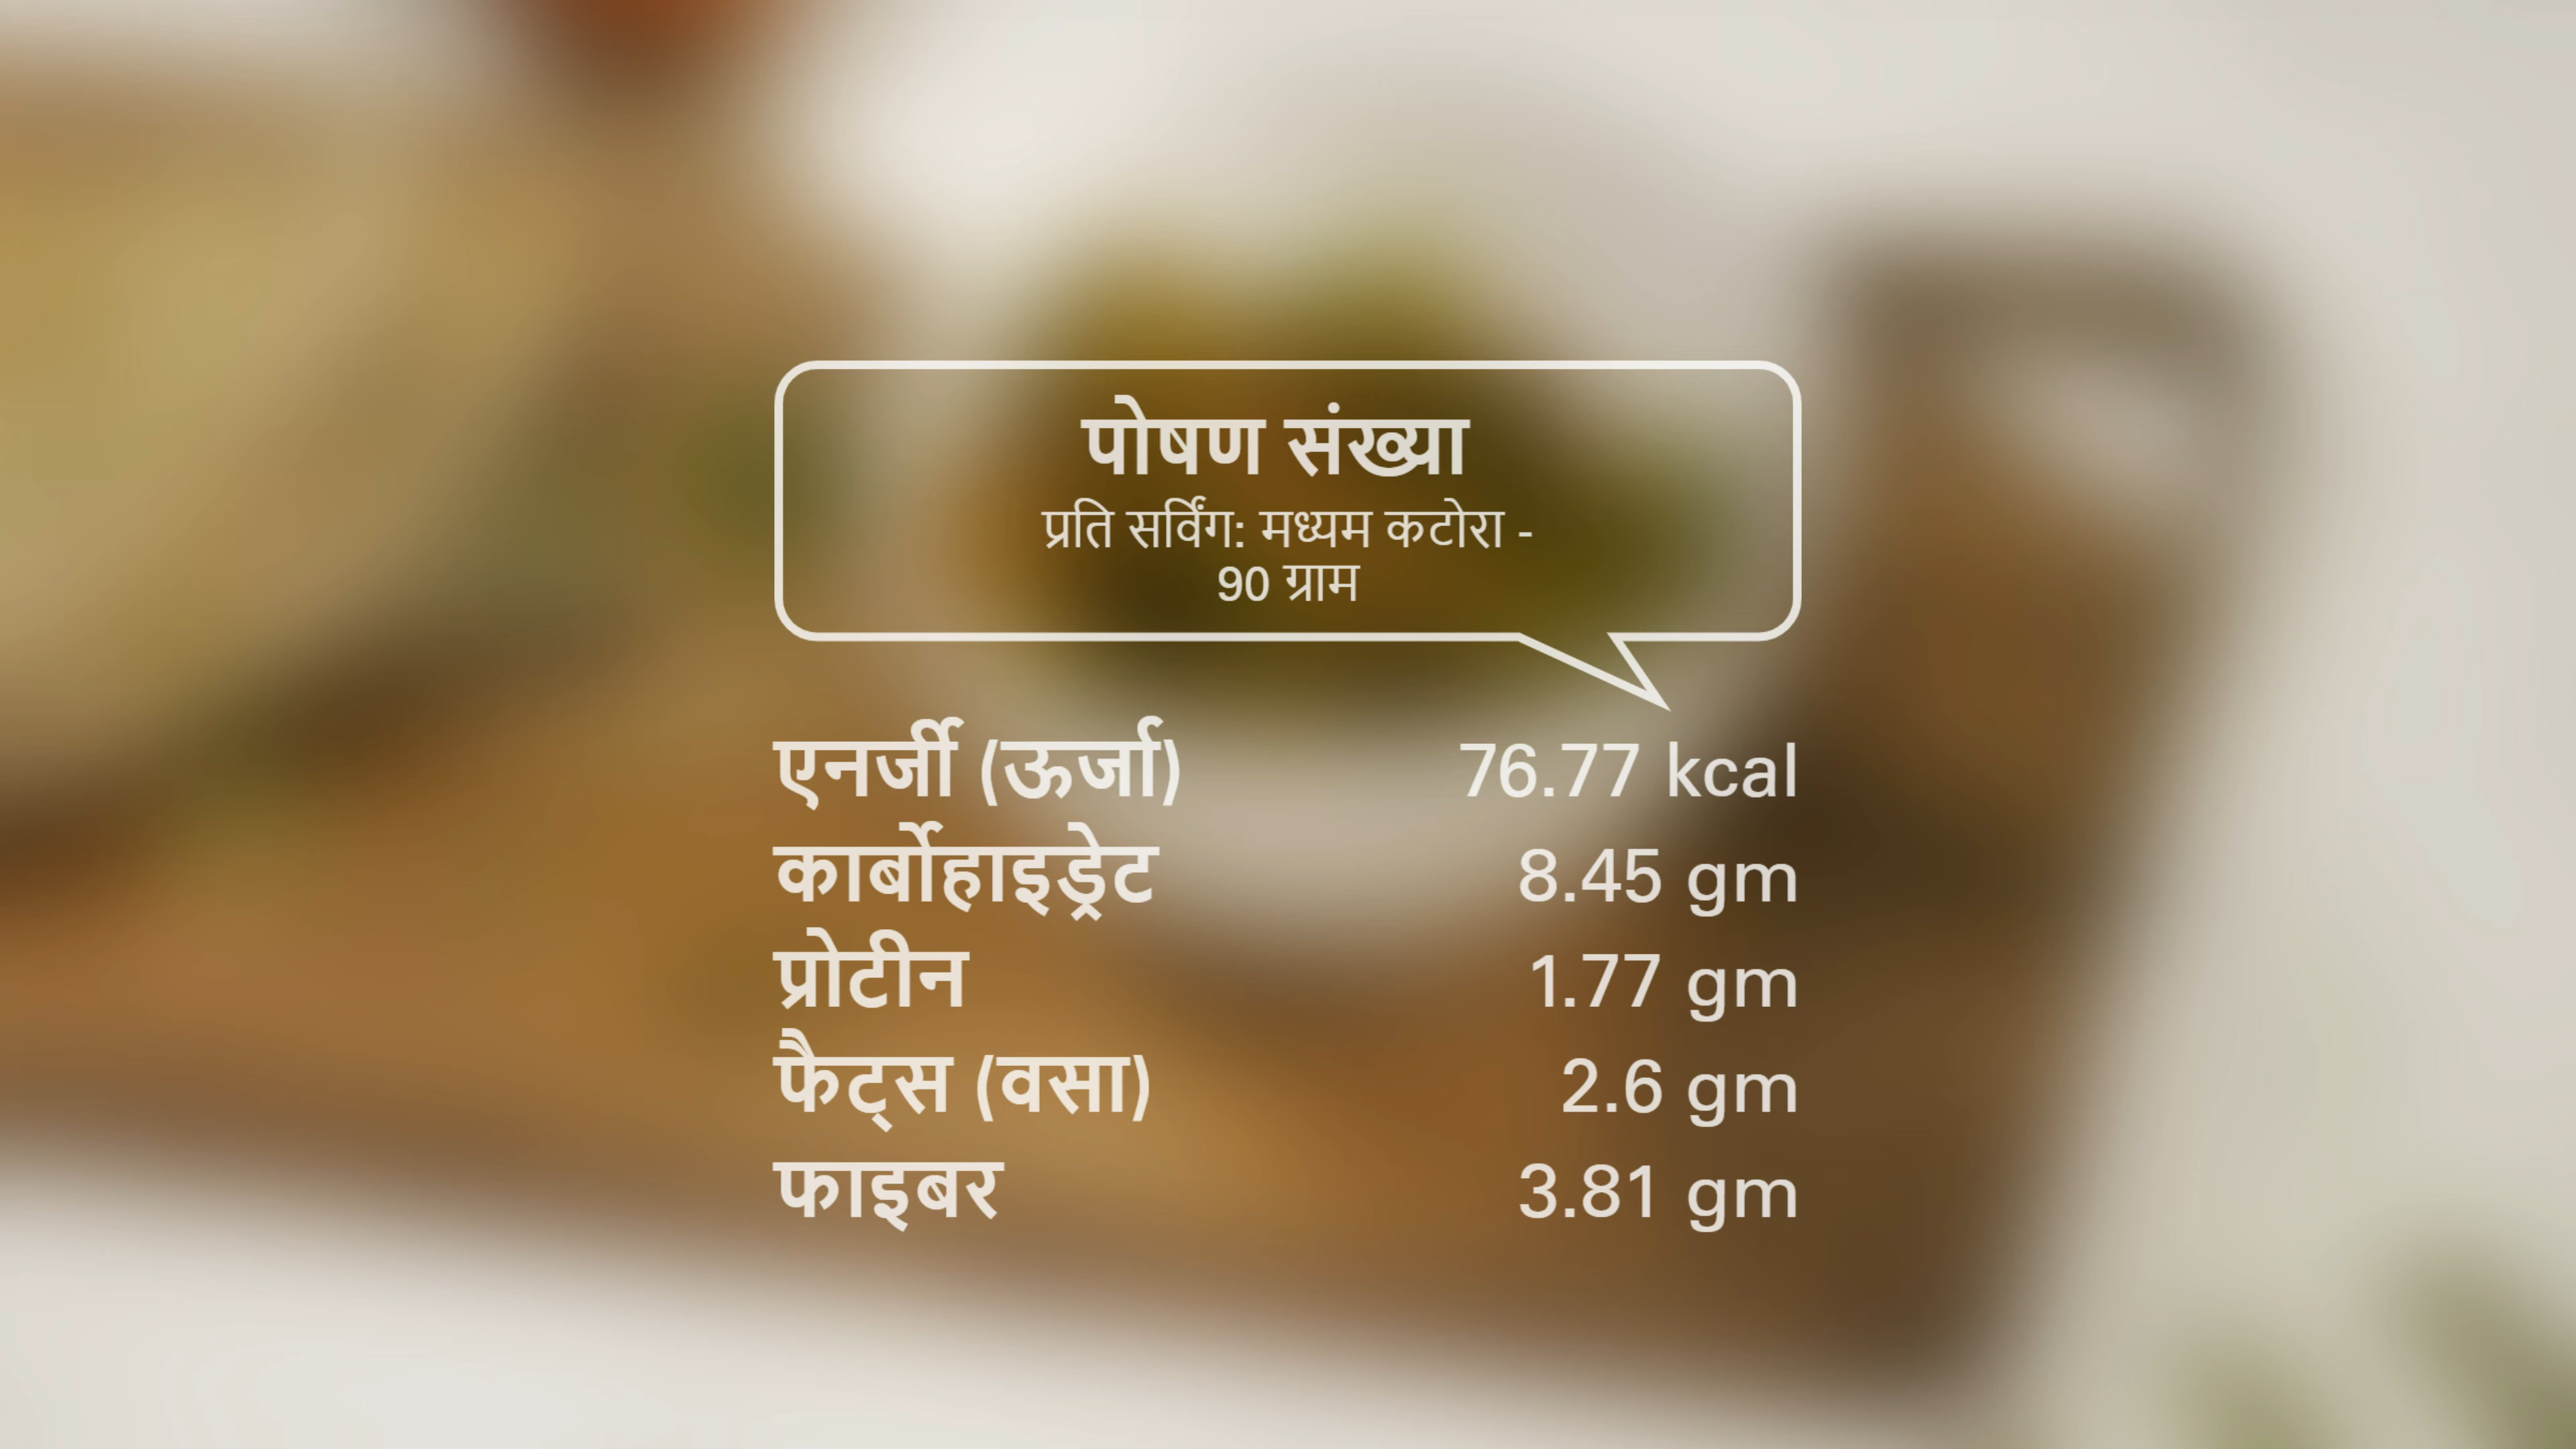 पोषण संख्या
प्रति सर्विंग: मध्यम कटोरा -
90 ग्राम
एनर्जी (ऊर्जा) 76.77 kcal
कार्बोहाइड्रेट 8.45 gm
प्रोटीन 1.77 gm
फैट्स (वसा) 2.6 gm
फाइबर 3.81 gm